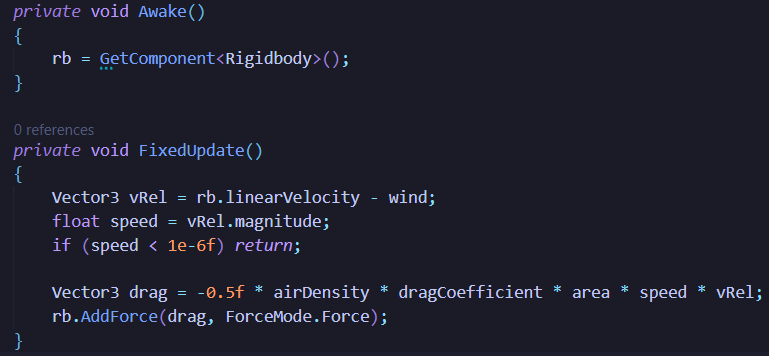 private void Awake()
{
    rb = GetComponent<Rigidbody>();
}
0 references
private void FixedUpdate()
{
    Vector3 vRel = rb.linearVelocity - wind;
    float speed = vRel.magnitude;
    if (speed < 1e-6f) return;
    Vector3 drag = -0.5f * airDensity * dragCoefficient * area * speed * vRel;
    rb.AddForce(drag, ForceMode.Force);
}